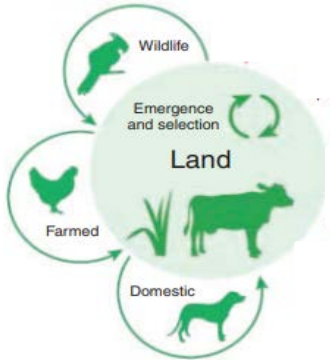 Wildlife
Emergence
and selection
Land
Farmed
Domestic